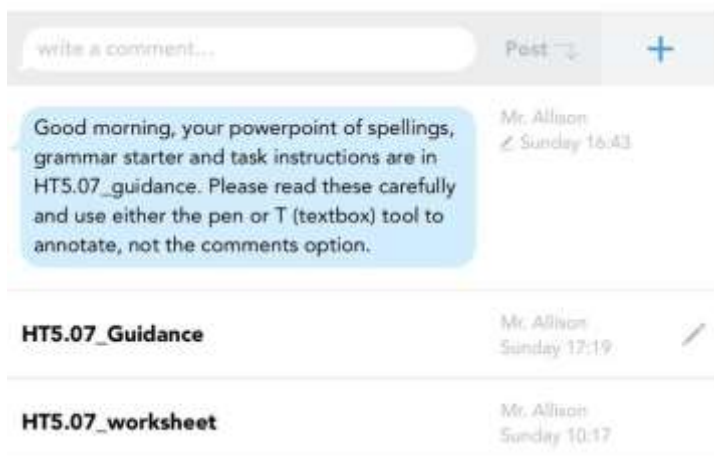 write a comment...
Post
Good morning, your powerpoint of spellings,
grammar starter and task instructions are in
HT5.07_guidance. Please read these carefully
and use either the pen or T (textbox) tool to
annotate, not the comments option.
Mr. Allison
Sunday 16:43
HT5.07_Guidance
Mr. Allison
Sunday 17:19
HT5.07_worksheet
Mr. Allison
Sunday 10:17